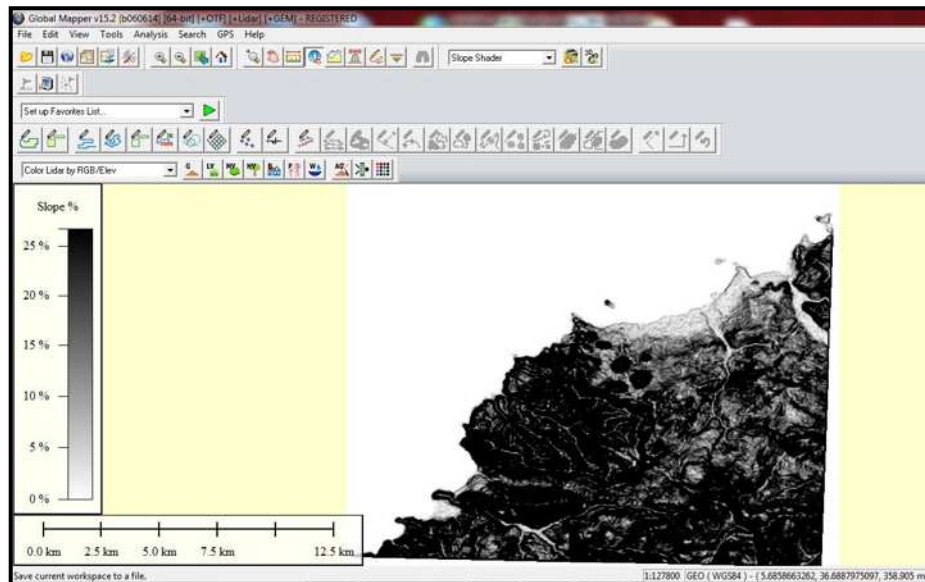 Global Mapper v15.2 (b060614) [64-bit] [+OTF] [+Lidar] [+GEM] - REGISTERED
File Edit View Tools Analysis Search GPS Help
Slope Shader
Set up Favorites List...
Color Lidar by RGB/Elev
Slope %
25 %
20 %
15 %
10 %
5 %
0 %
0.0 km 2.5 km 5.0 km 7.5 km 12.5 km
Save current workspace to a file.
1:127800 GEO ( WGS84 ) - ( 5.6858663262, 36.6887975097, 358.905 m